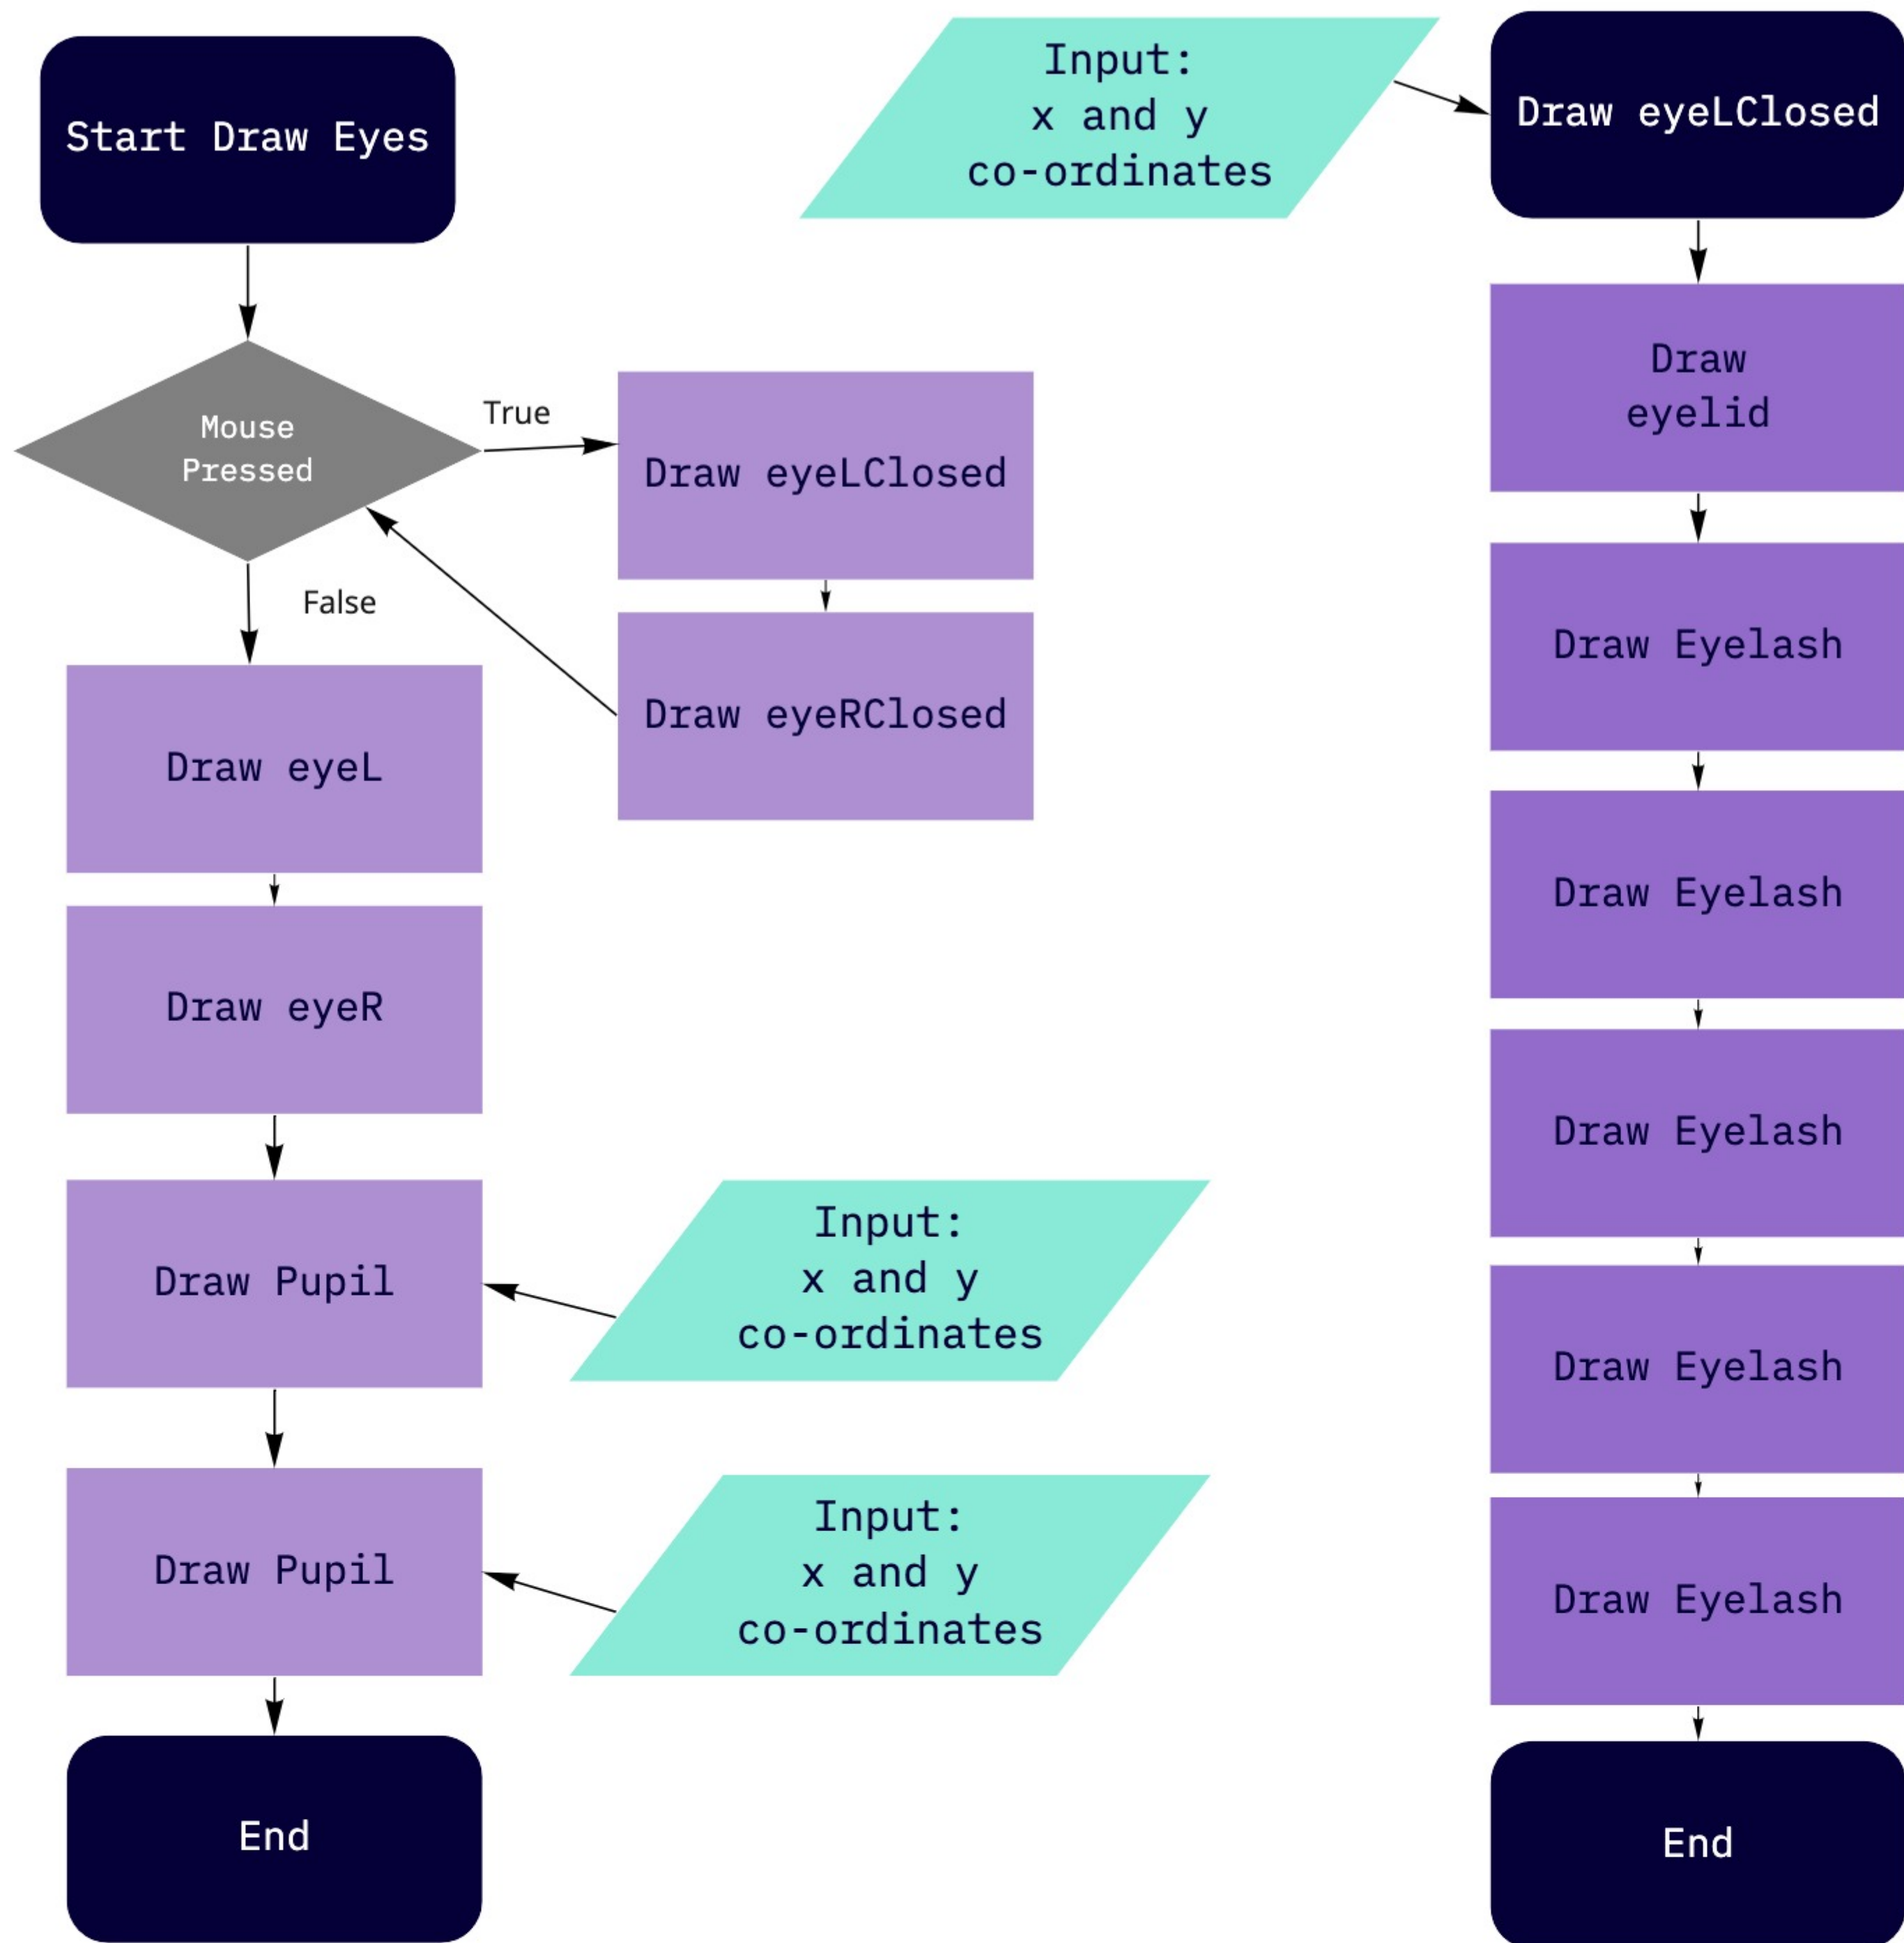 Start Draw Eyes
Mouse
Pressed
True
False
Draw eyeLClosed
Draw eyeRClosed
Draw eyeL
Draw eyeR
Draw Pupil
Input:
x and y
co-ordinates
Draw Pupil
Input:
x and y
co-ordinates
End
Input:
x and y
co-ordinates
Draw eyeLClosed
Draw
eyelid
Draw Eyelash
Draw Eyelash
Draw Eyelash
Draw Eyelash
Draw Eyelash
End